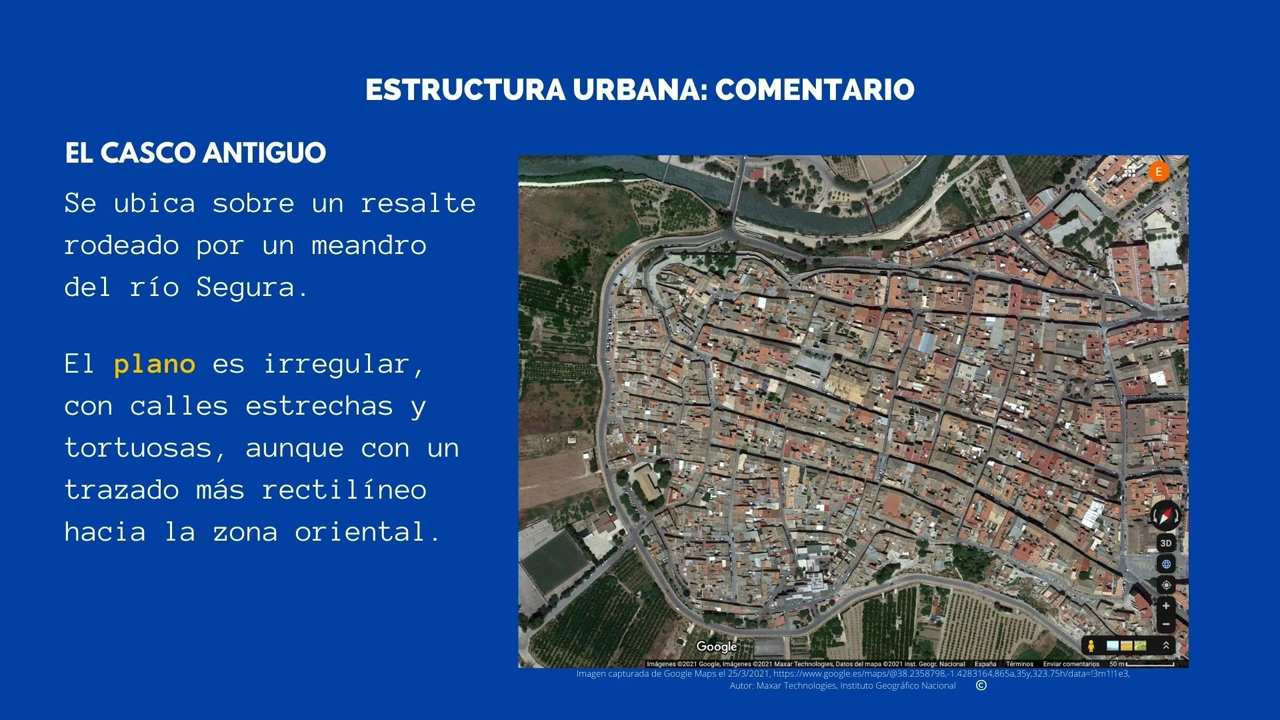 ESTRUCTURA URBANA: COMENTARIO
EL CASCO ANTIGUO
Se ubica sobre un resalte
rodeado por un meandro
del río Segura.
El plano es irregular,
con calles estrechas y
tortuosas, aunque con un
trazado más rectilíneo
hacia la zona oriental.
E
3D
+
−
Google
Imágenes ©2021 Google, Imágenes ©2021 Maxar Technologies, Datos del mapa ©2021 Inst. Geogr. Nacional España Términos Enviar comentarios 50 m
Imagen capturada de Google Maps el 25/3/2021, https://www.google.es/maps/@38.2358798,-1.4283164,865a,35y,323.75h/data=!3m1!1e3,
Autor: Maxar Technologies, Instituto Geográfico Nacional ©